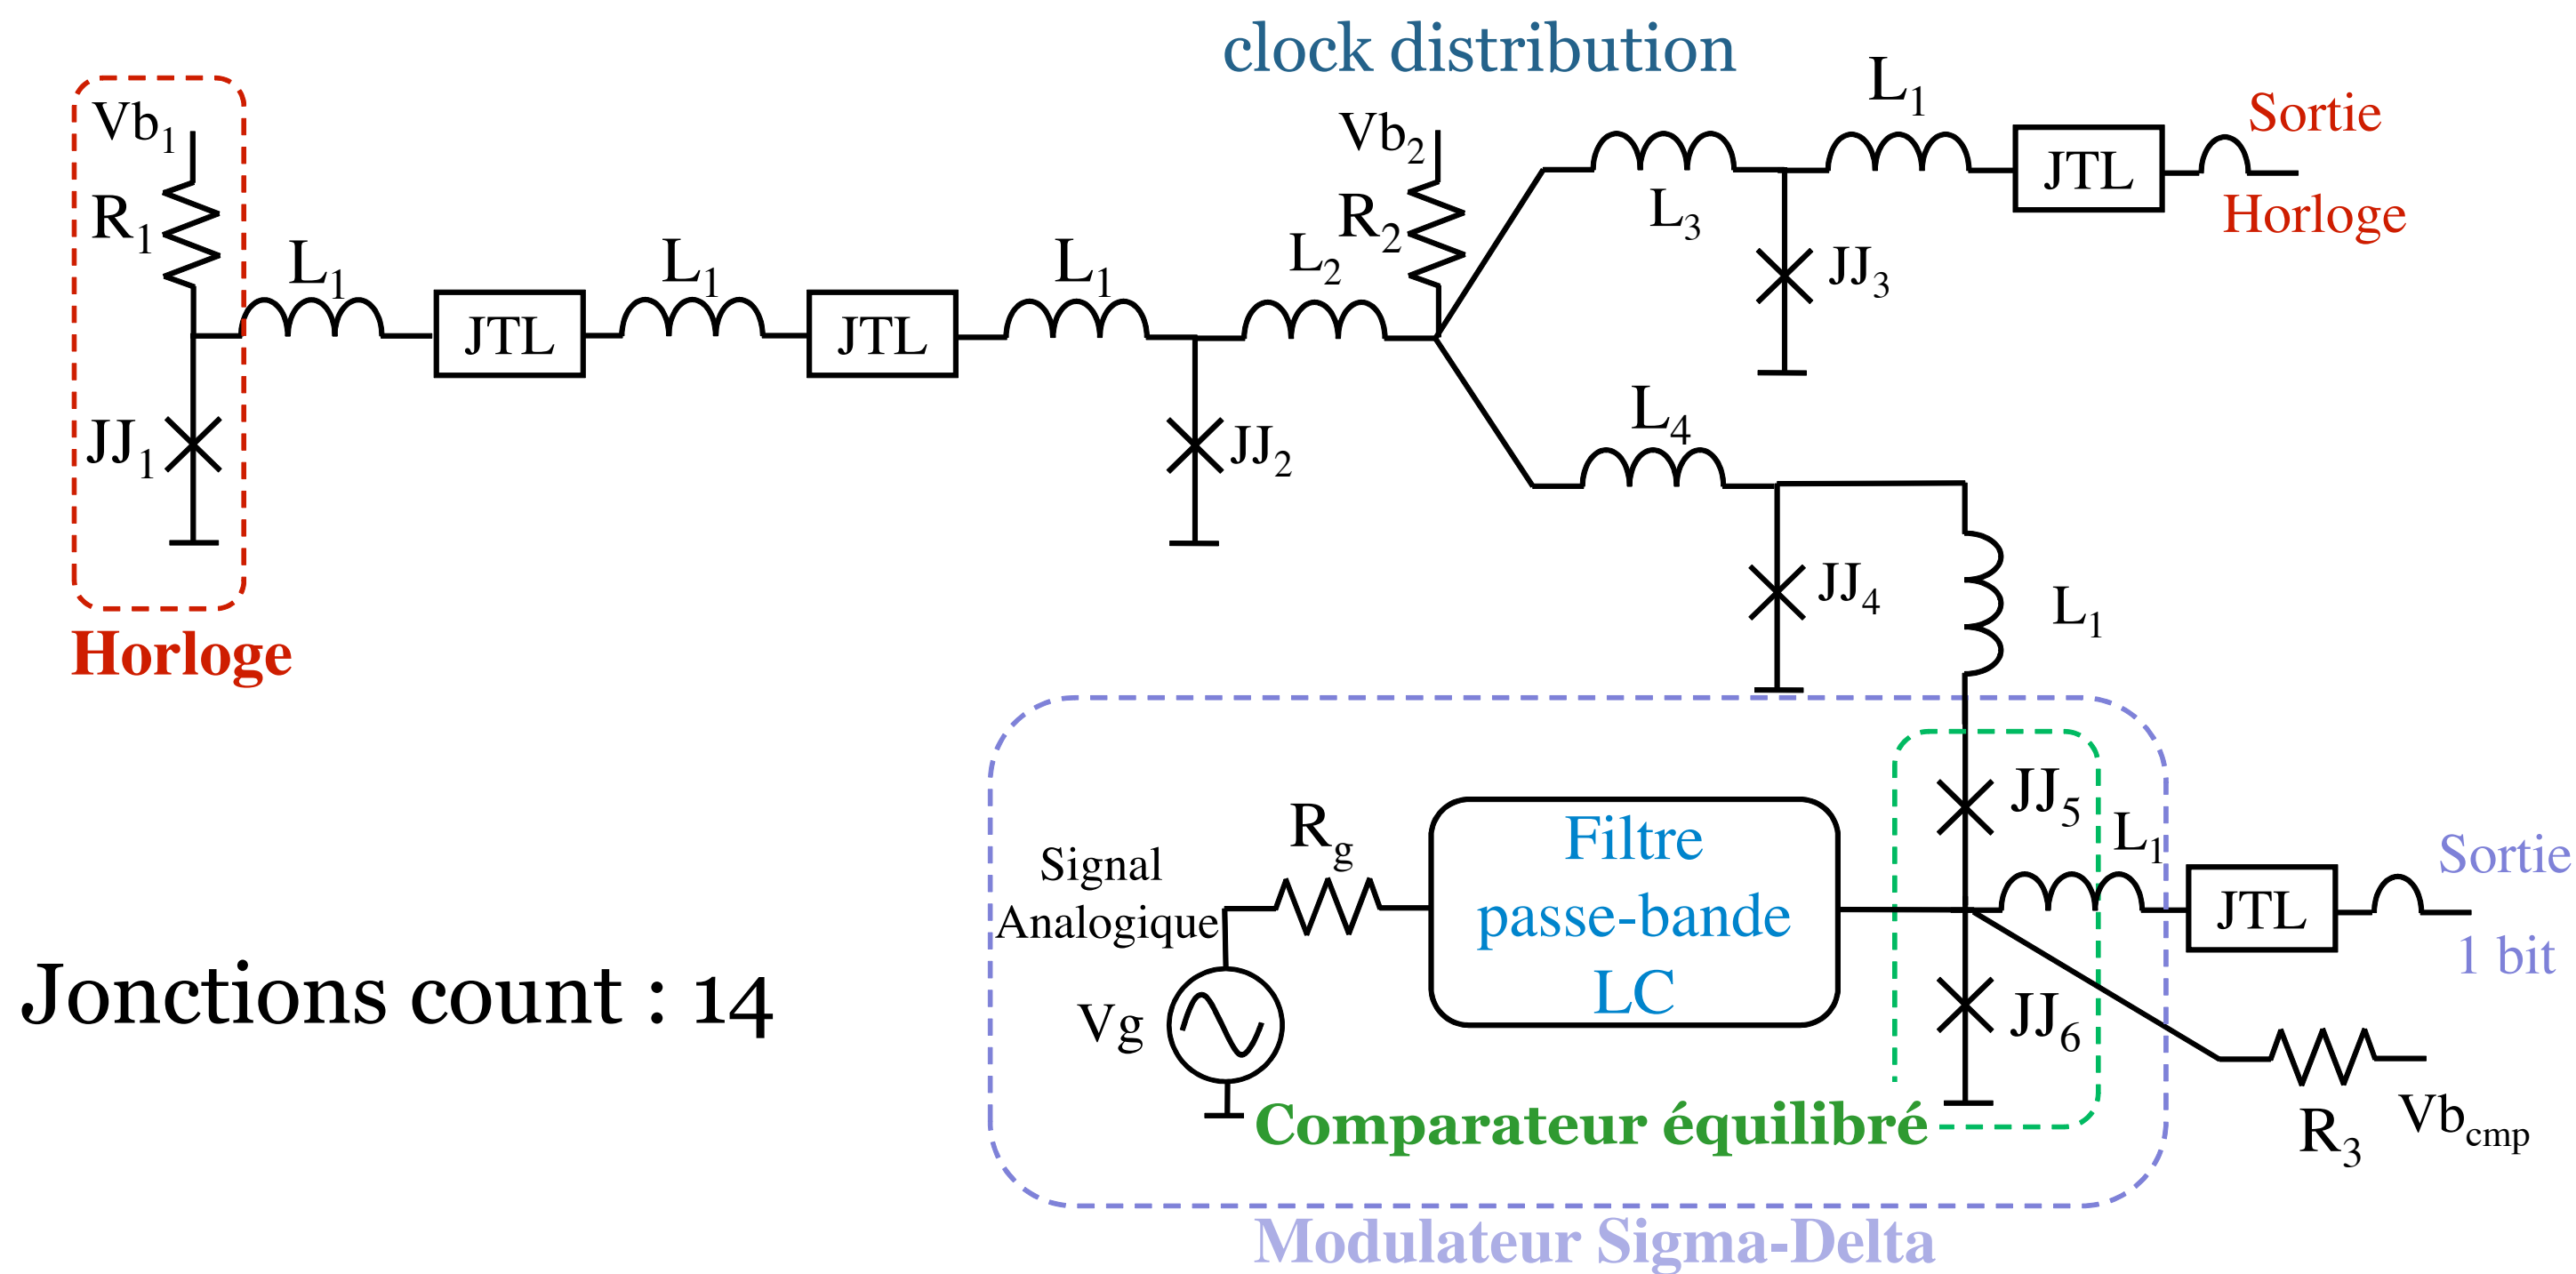 clock distribution
Vb1
R1
L1
JTL
L1
JTL
L1
L2
Vb2
R2
L3
L1
JTL
Sortie
Horloge
JJ3
JJ1
JJ2
L4
JJ4
L1
Horloge
JJ5
L1
Rg
Signal
Analogique
Filtre
passe-bande
LC
JTL
Sortie
1 bit
Jonctions count : 14
Vg
JJ6
Comparateur équilibré
R3
Vbcmp
Modulateur Sigma-Delta